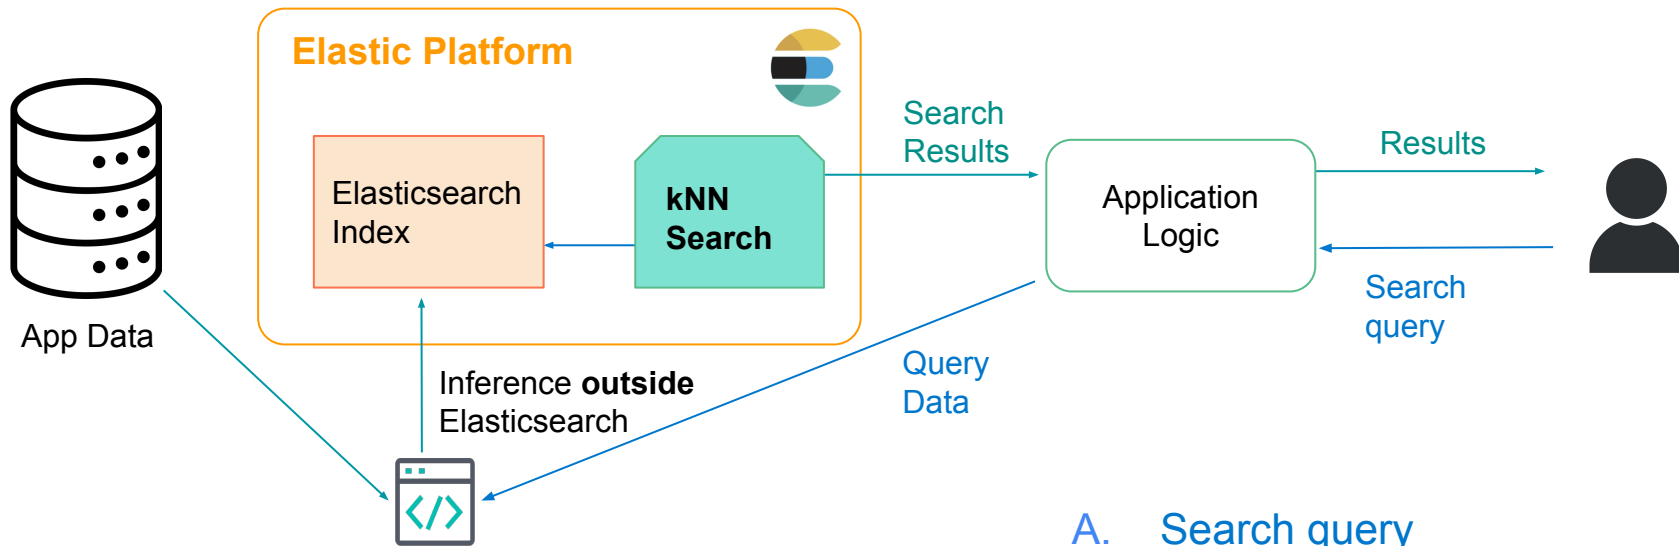 Elastic Platform
Elasticsearch
Index
kNN
Search
Search
Results
Application
Logic
Results
Search
query
App Data
Inference outside
Elasticsearch
Query
Data
</>
A. Search query